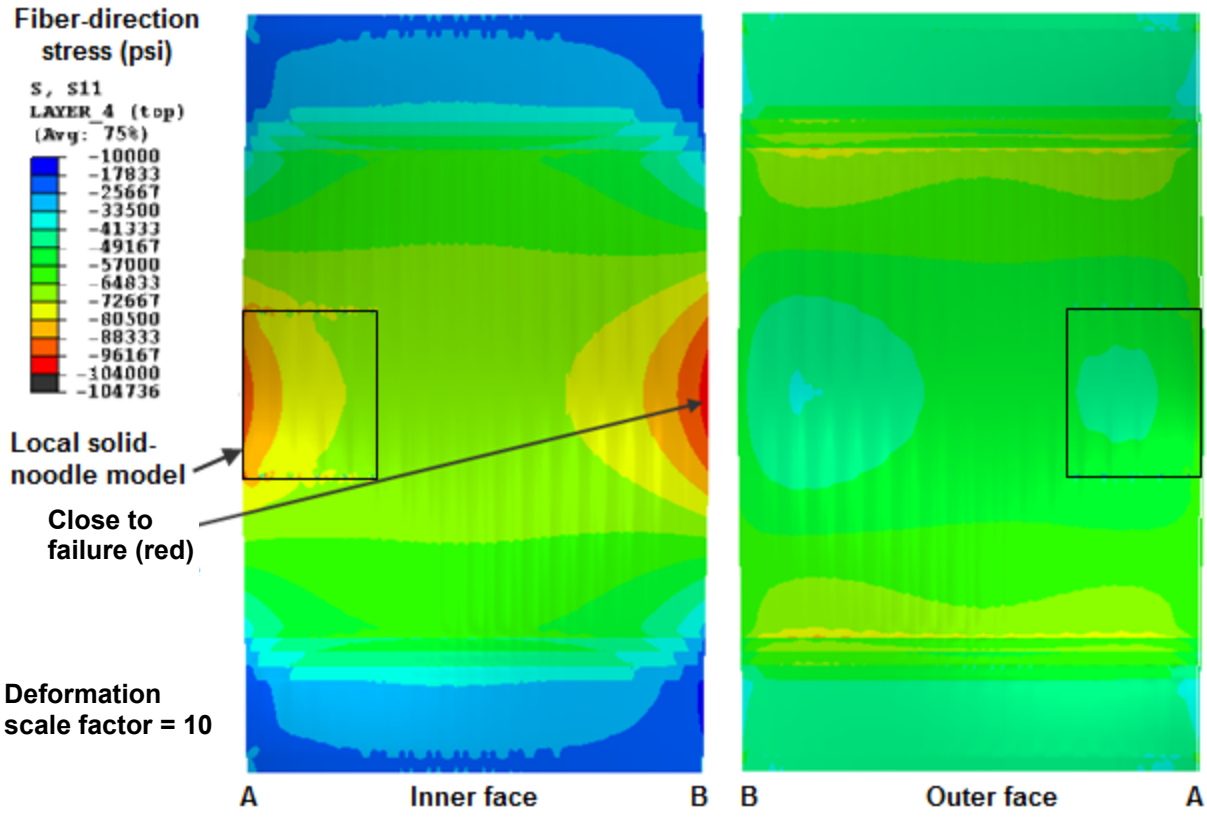 Fiber-direction
stress (psi)
S, S11
LAYER_4 (top)
(Avg: 75%)
-10000
-17833
-25667
-33500
-41333
-49167
-57000
-64833
-72667
-80500
-88333
-96167
-104000
-104736
Local solid-
noodle model
Close to
failure (red)
Deformation
scale factor = 10
A Inner face B
B Outer face A